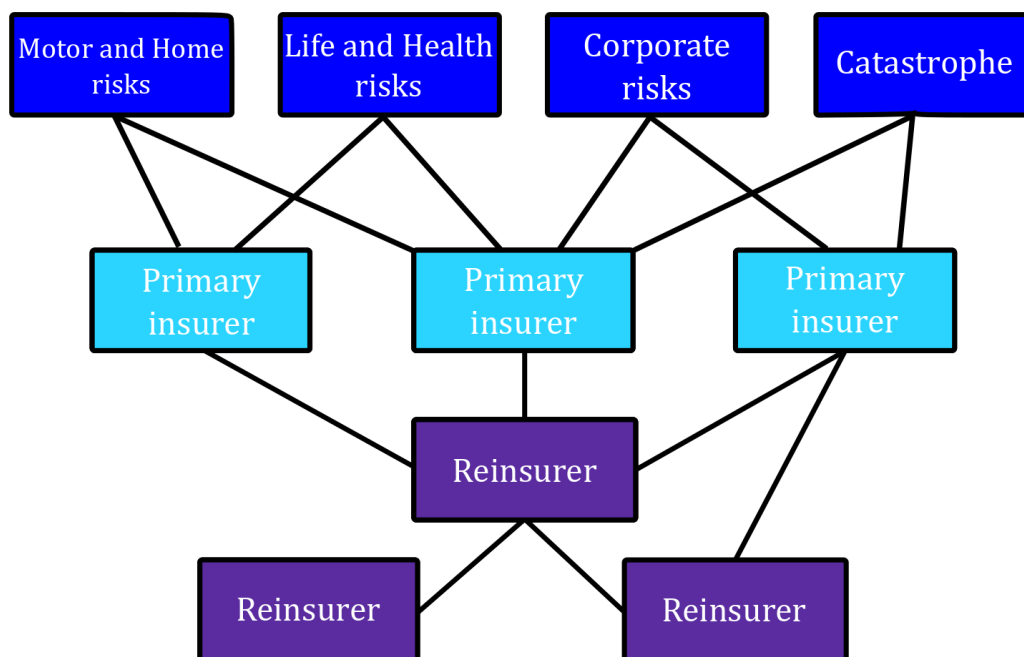 Motor and Home
risks
Life and Health
risks
Corporate
risks
Catastrophe
Primary
insurer
Primary
insurer
Primary
insurer
Reinsurer
Reinsurer
Reinsurer